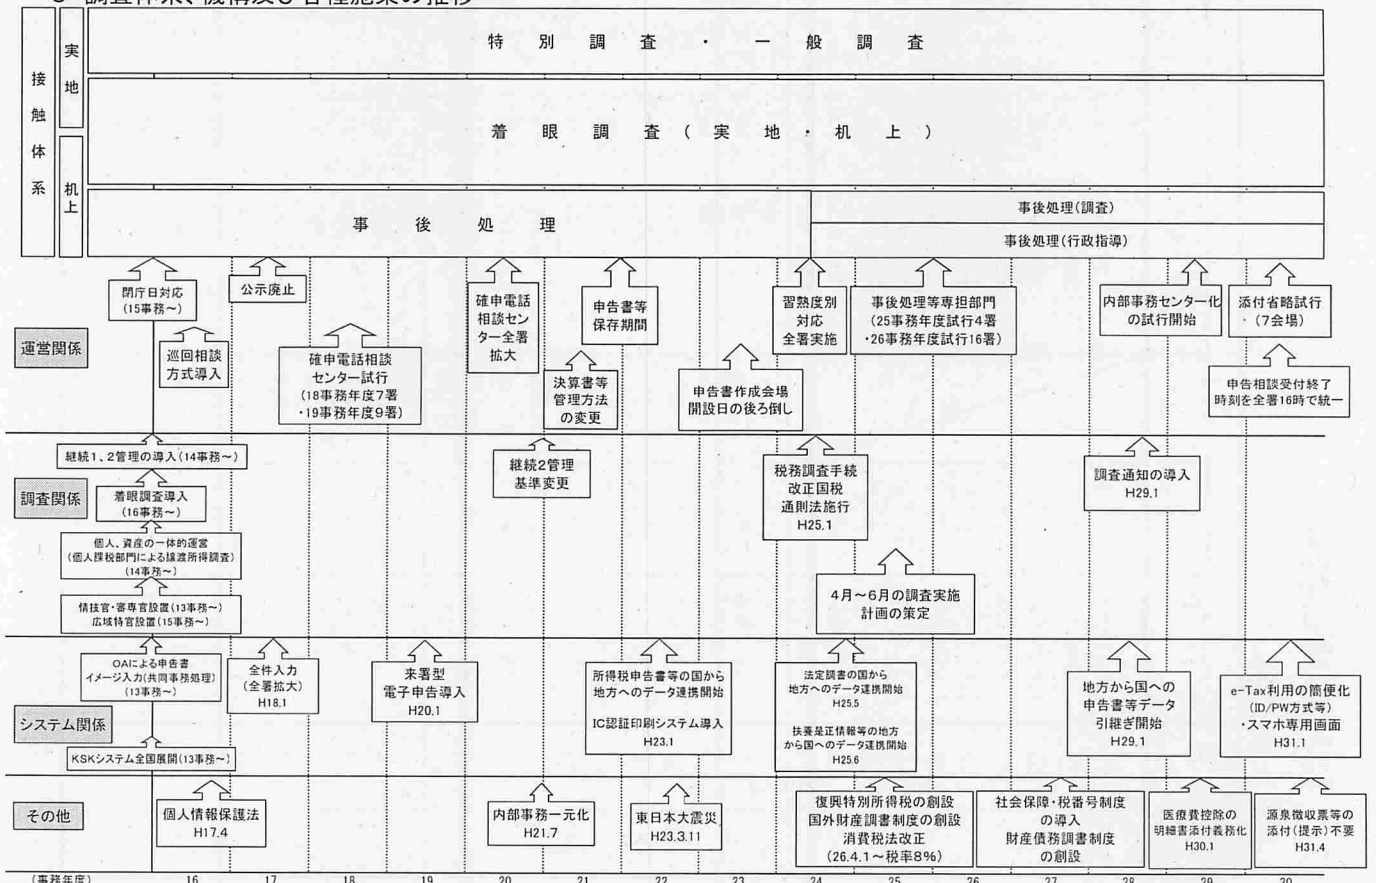 調査体系、機構及び各種施策の推移
接触体系
実地
机上
特別調査・一般調査
着眼調査(実地・机上)
事後処理
事後処理(調査)
事後処理(行政指導)
運営関係
閉庁日対応
(15事務～)
公示廃止
巡回相談
方式導入
確申電話相談
センター試行
(18事務年度7署
・19事務年度9署)
確申電話
相談セン
ター全署
拡大
申告書等
保存期間
決算書等
管理方法
の変更
申告書作成会場
開設日の後ろ倒し
習熟度別
対応
全署実施
事後処理等専担部門
(25事務年度試行4署
・26事務年度試行16署)
内部事務センター化
の試行開始
添付省略試行
(7会場)
申告相談受付終了
時刻を全署16時で統一
調査関係
継続1、2管理の導入(14事務～)
着眼調査導入
(16事務～)
個人、資産の一体的運営
(個人課税部門による譲渡所得調査)
(14事務～)
情技官・審専官設置(13事務～)
広域特官設置(15事務～)
継続2管理
基準変更
税務調査手続
改正国税
通則法施行
H25.1
4月～6月の調査実施
計画の策定
調査通知の導入
H29.1
システム関係
OAによる申告書
イメージ入力(共同事務処理)
(13事務～)
KSKシステム全国展開(13事務～)
全件入力
(全署拡大)
H18.1
来署型
電子申告導入
H20.1
所得税申告書等の国から
地方へのデータ連携開始
IC認証印刷システム導入
H23.1
法定調書の国から
地方へのデータ連携開始
H25.5
扶養是正情報等の地方
から国へのデータ連携開始
H25.6
地方から国への
申告書等データ
引継ぎ開始
H29.1
e-Tax利用の簡便化
(ID/PW方式等)
・スマホ専用画面
H31.1
その他
個人情報保護法
H17.4
内部事務一元化
H21.7
東日本大震災
H23.3.11
復興特別所得税の創設
国外財産調書制度の創設
消費税法改正
(26.4.1～税率8%)
社会保障・税番号制度
の導入
財産債務調書制度
の創設
医療費控除の
明細書添付義務化
H30.1
源泉徴収票等の
添付(提示)不要
H31.4
(事務年度) 16 17 18 19 20 21 22 23 24 25 26 27 28 29 30